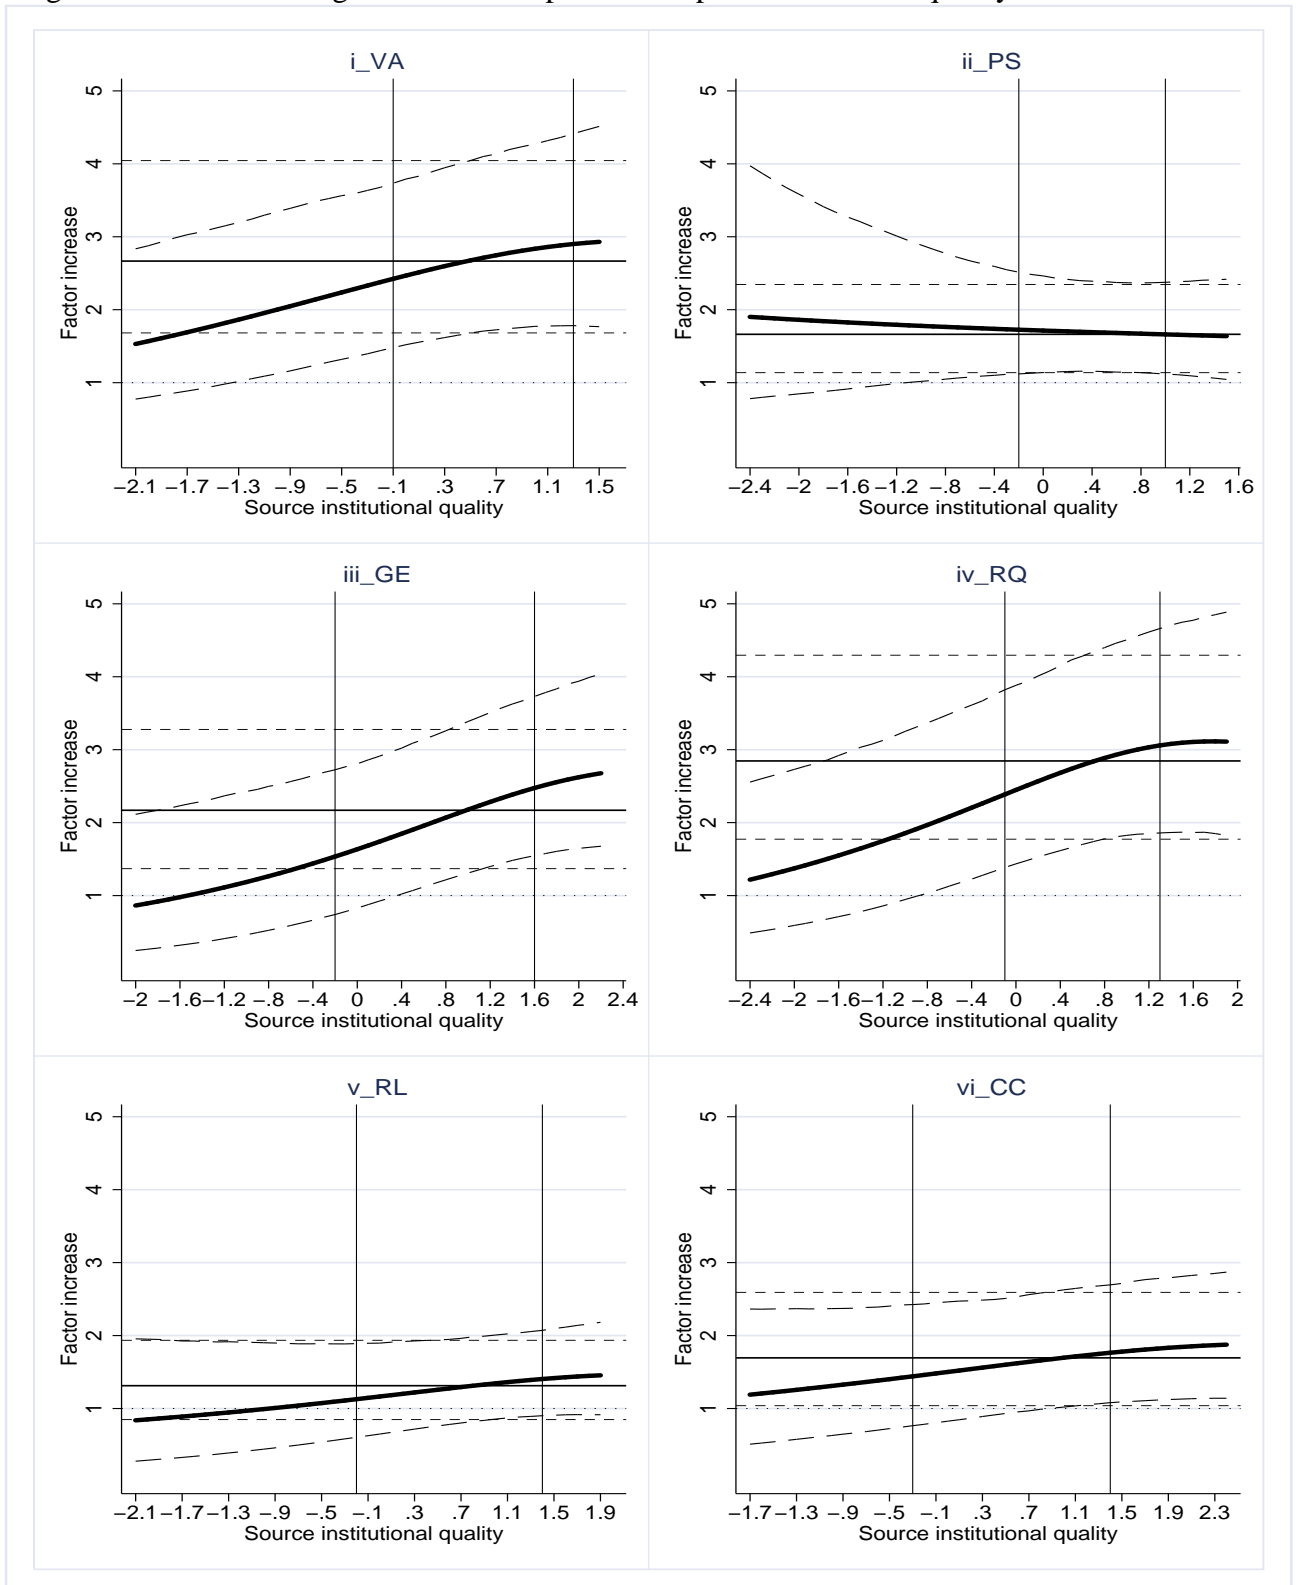 i_VA
ii_PS
5
4
3
2
1
Factor increase
−2.1 −1.7 −1.3 −.9 −.5 −.1 .3 .7 1.1 1.5
Source institutional quality
5
4
3
2
1
Factor increase
−2.4 −2 −1.6 −1.2 −.8 −.4 0 .4 .8 1.2 1.6
Source institutional quality
iii_GE
iv_RQ
5
4
3
2
1
Factor increase
−2 −1.6 −1.2 −.8 −.4 0 .4 .8 1.2 1.6 2 2.4
Source institutional quality
5
4
3
2
1
Factor increase
−2.4 −2 −1.6 −1.2 −.8 −.4 0 .4 .8 1.2 1.6 2
Source institutional quality
v_RL
vi_CC
5
4
3
2
1
Factor increase
−2.1 −1.7 −1.3 −.9 −.5 −.1 .3 .7 1.1 1.5 1.9
Source institutional quality
5
4
3
2
1
Factor increase
−1.7 −1.3 −.9 −.5 −.1 .3 .7 1.1 1.5 1.9 2.3
Source institutional quality